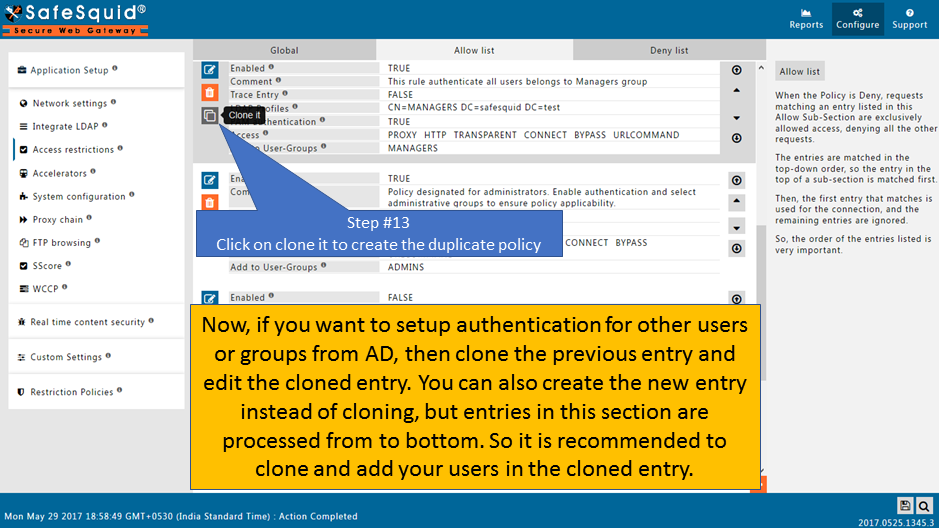 SafeSquid®
Secure Web Gateway
Reports
Configure
Support
Global
Allow list
Deny list
Application Setup
Network settings
Integrate LDAP
Access restrictions
Accelerators
System configuration
Proxy chain
FTP browsing
SScore
WCCP
Real time content security
Custom Settings
Restriction Policies
Enabled TRUE
Comment This rule authenticate all users belongs to Managers group
Trace Entry FALSE
Profiles CN=MANAGERS DC=safesquid DC=test
Clone it
Authentication TRUE
Access PROXY HTTP TRANSPARENT CONNECT BYPASS URLCOMMAND
to User-Groups MANAGERS
TRUE
Policy designated for administrators. Enable authentication and select
administrative groups to ensure policy applicability.
Step #13
Click on clone it to create the duplicate policy
CONNECT BYPASS
Add to User-Groups ADMINS
Enabled FALSE
Now, if you want to setup authentication for other users
or groups from AD, then clone the previous entry and
edit the cloned entry. You can also create the new entry
instead of cloning, but entries in this section are
processed from to bottom. So it is recommended to
clone and add your users in the cloned entry.
Allow list
When the Policy is Deny, requests
matching an entry listed in this
Allow Sub-Section are exclusively
allowed access, denying all the other
requests.
The entries are matched in the
top-down order, so the entry in the
top of a sub-section is matched first.
Then, the first entry that matches is
used for the connection, and the
remaining entries are ignored.
So, the order of the entries listed is
very important.
Mon May 29 2017 18:58:49 GMT+0530 (India Standard Time) : Action Completed
2017.0525.1345.3